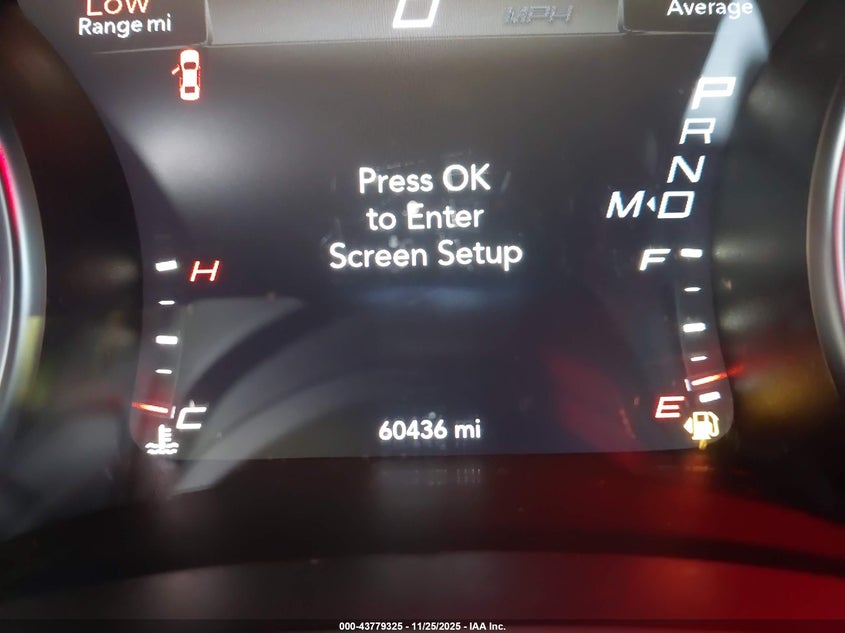 Low
Range mi
0
MPH
Average
P
R
N
M D
Press OK
to Enter
Screen Setup
H
F
C
E
60436 mi
000-43779325 - 11/25/2025 - IAA Inc.